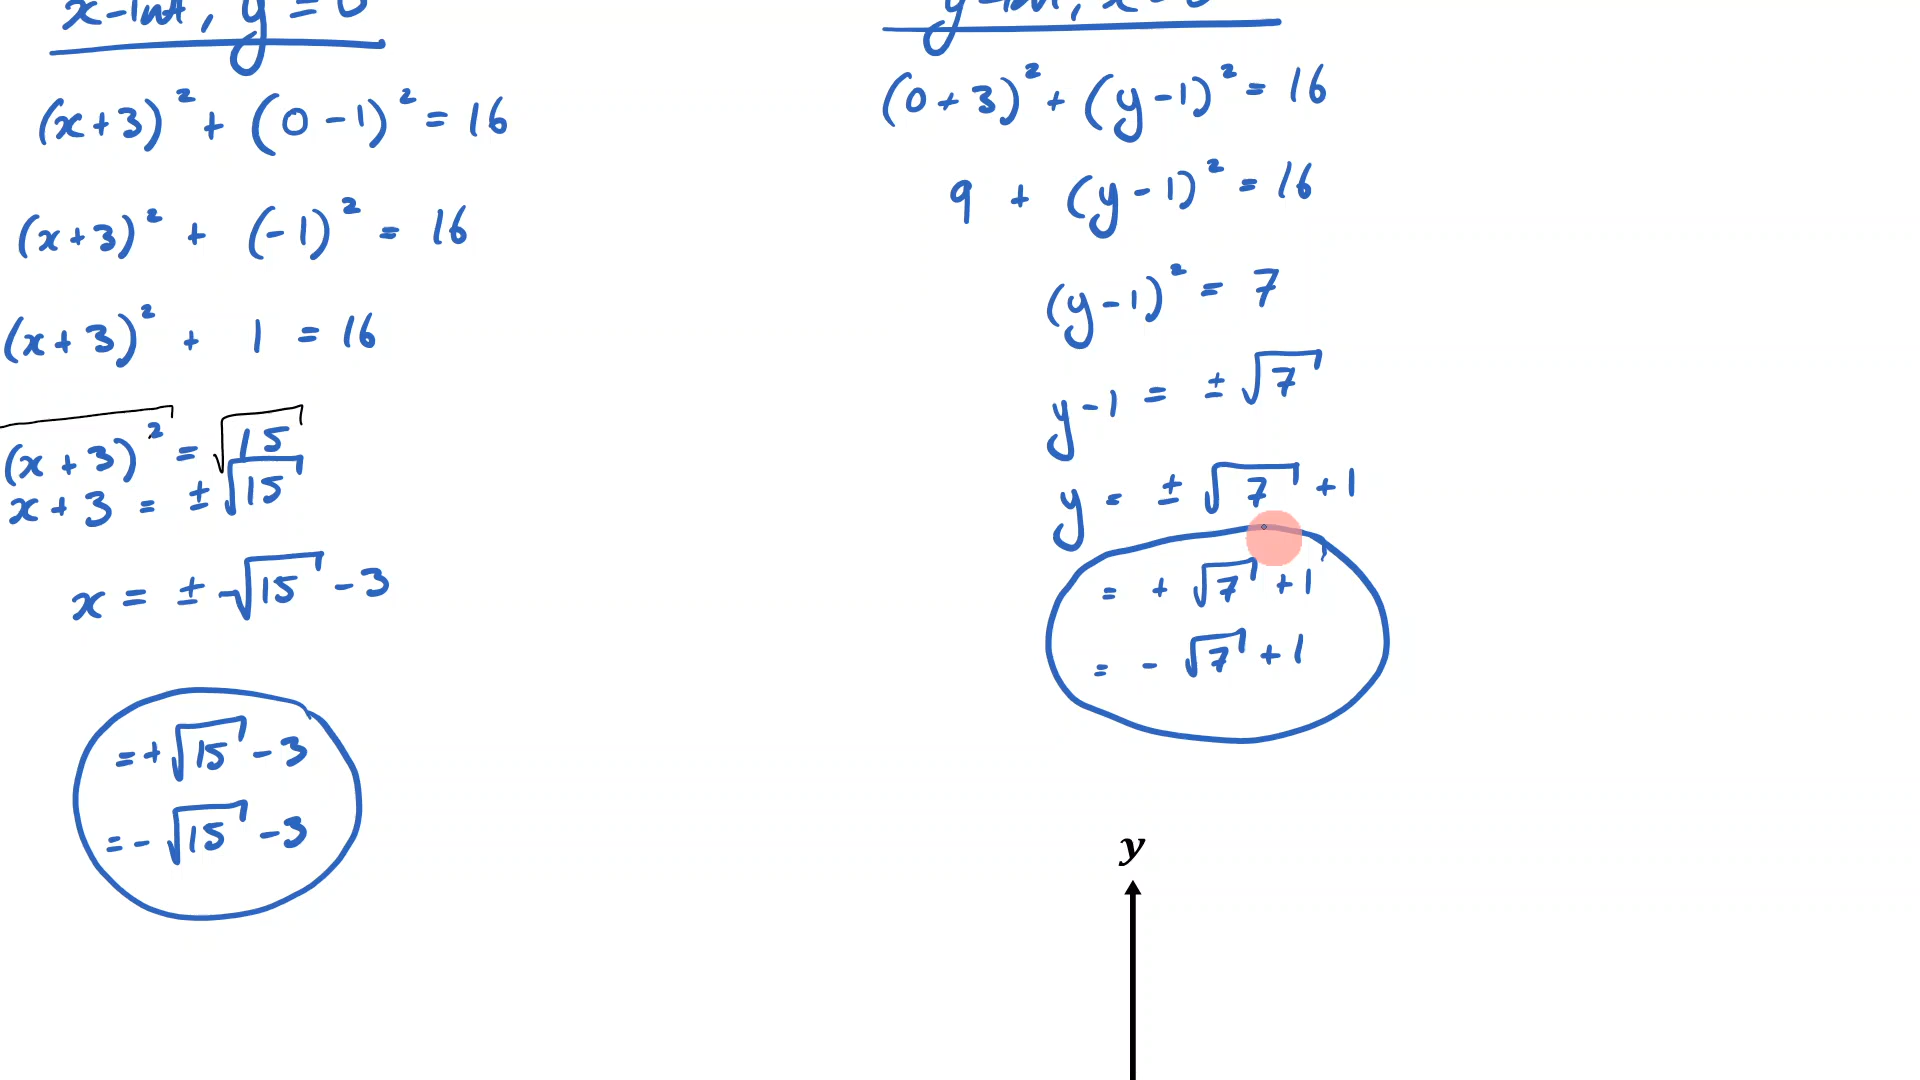 x-int, y = 0
(x+3)² + (0-1)² = 16
(x+3)² + (-1)² = 16
(x+3)² + 1 = 16
√(x+3)² = √15
x+3 = ±√15
x = ±√15 -3
= +√15 -3
= -√15 -3
y-int, x = 0
(0+3)² + (y-1)² = 16
9 + (y-1)² = 16
(y-1)² = 7
y-1 = ±√7
y = ±√7 +1
= +√7 +1
= -√7 +1
y